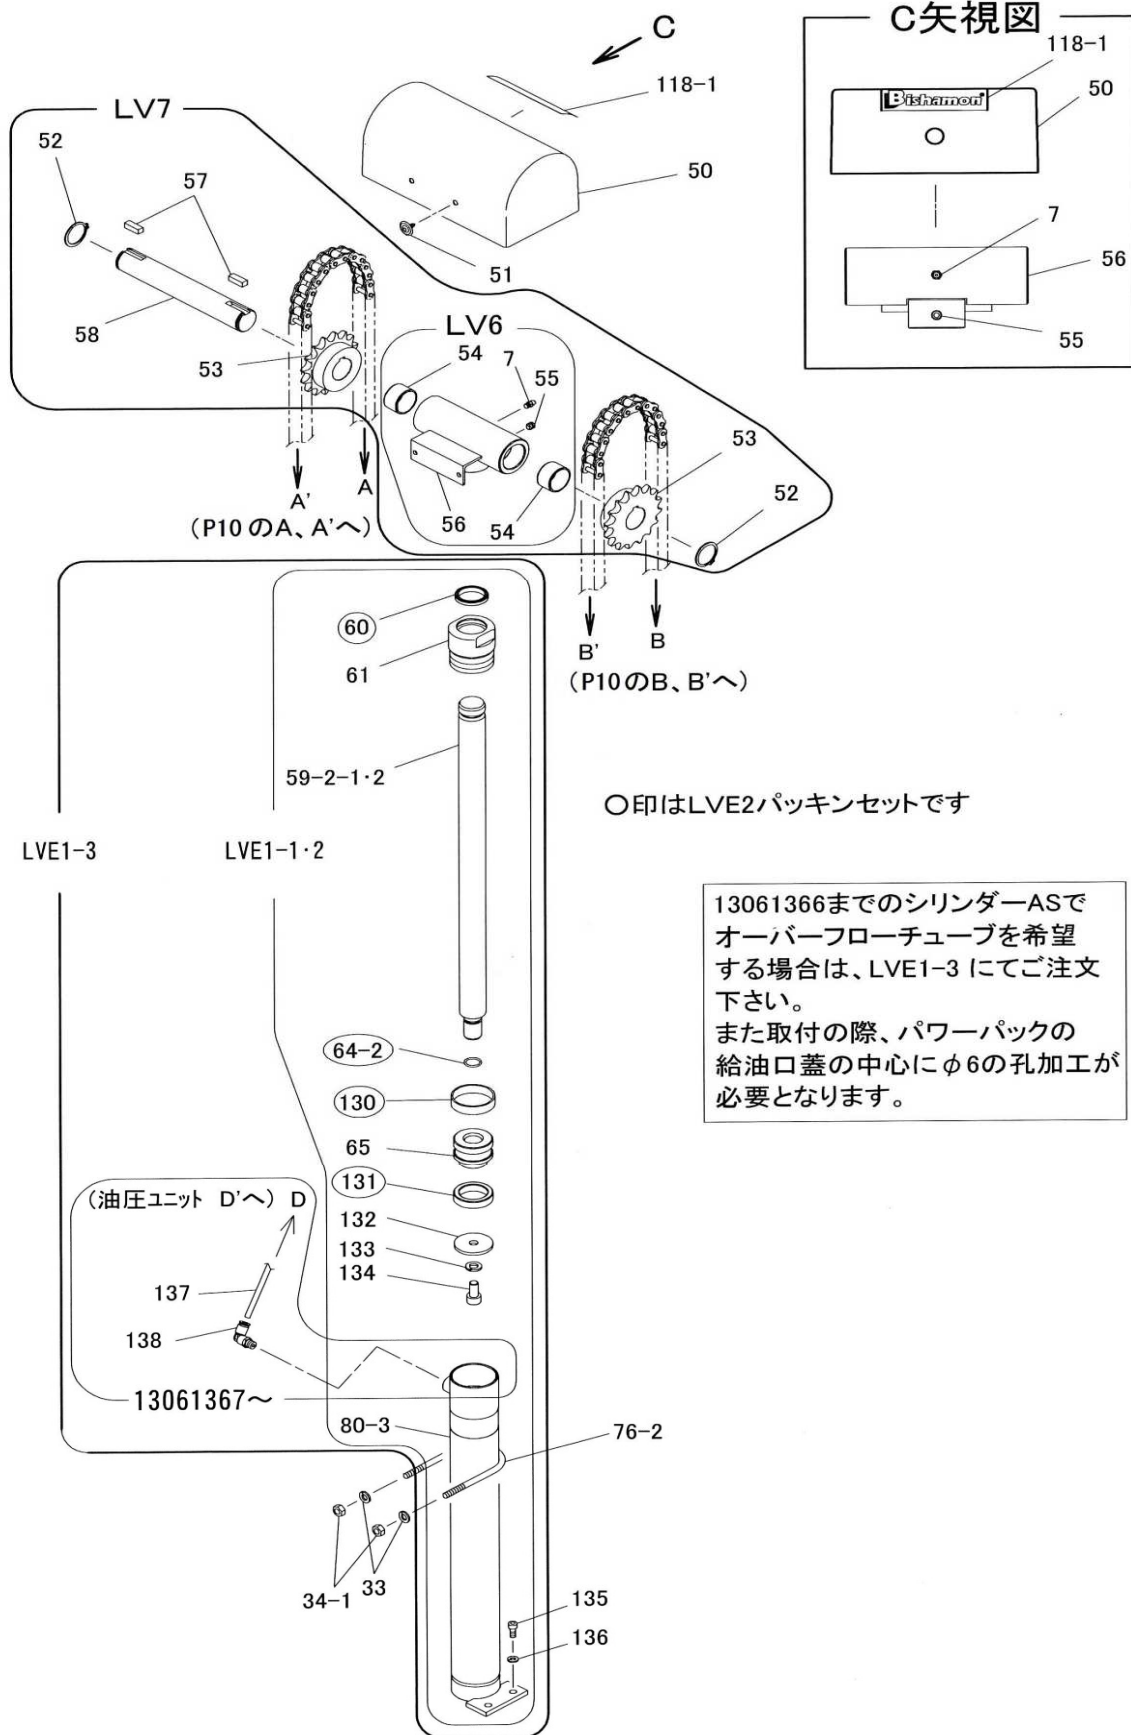 C
118-1
C矢視図
118-1
Bishamon
50
7
56
55
LV7
52
57
50
51
58
53
LV6
54
7
55
53
52
56
54
A'
A
(P10のA、A'へ)
B'
B
(P10のB、B'へ)
60
61
59-2-1・2
○印はLVE2パッキンセットです
LVE1-3
LVE1-1・2
13061366までのシリンダーASで
オーバーフローチューブを希望
する場合は、LVE1-3 にてご注文
下さい。
また取付の際、パワーパックの
給油口蓋の中心にφ6の孔加工が
必要となります。
64-2
130
65
131
(油圧ユニット D'へ) D
132
133
134
137
138
13061367~
80-3
76-2
34-1
33
135
136